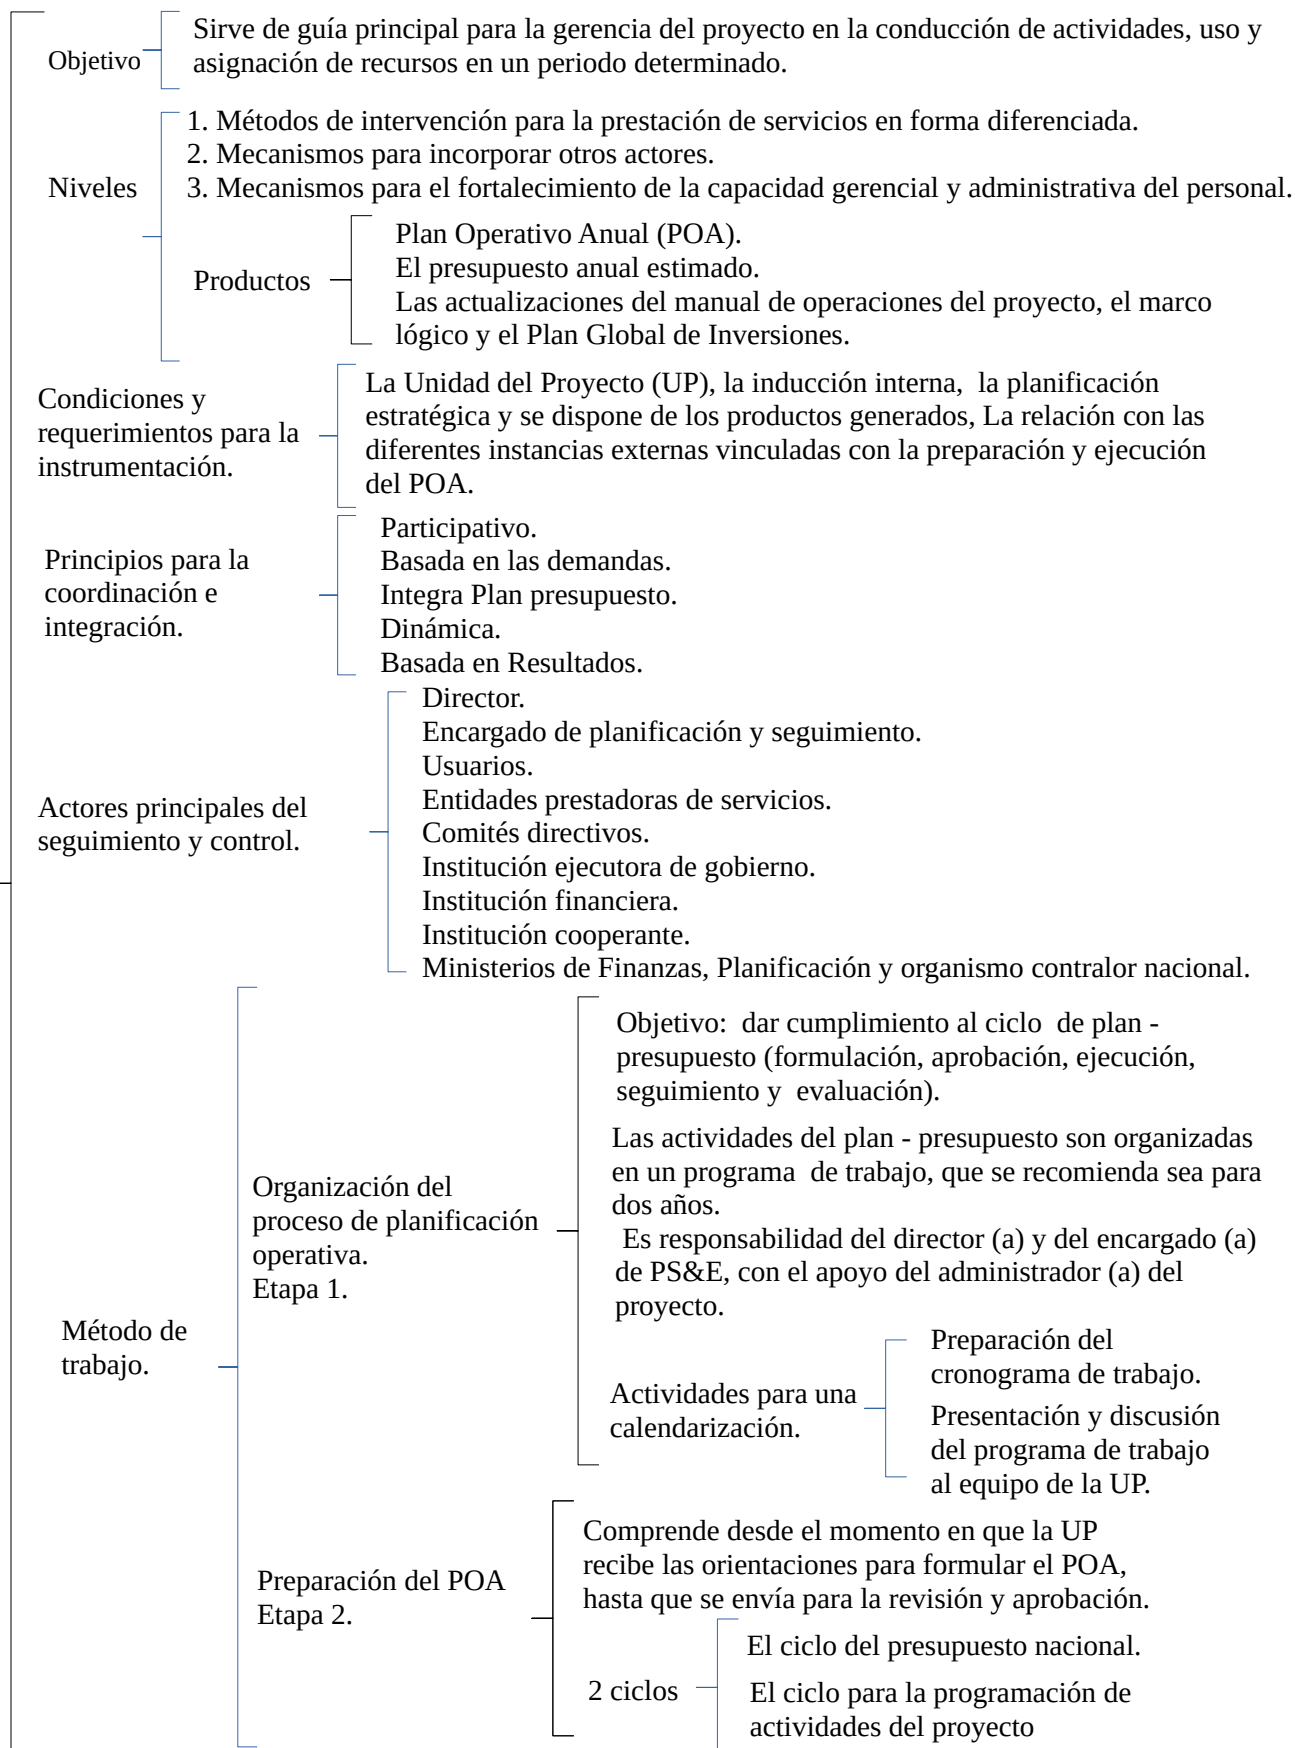 Objetivo
Sirve de guía principal para la gerencia del proyecto en la conducción de actividades, uso y
asignación de recursos en un periodo determinado.
Niveles
1. Métodos de intervención para la prestación de servicios en forma diferenciada.
2. Mecanismos para incorporar otros actores.
3. Mecanismos para el fortalecimiento de la capacidad gerencial y administrativa del personal.
Productos
Plan Operativo Anual (POA).
El presupuesto anual estimado.
Las actualizaciones del manual de operaciones del proyecto, el marco
lógico y el Plan Global de Inversiones.
Condiciones y
requerimientos para la
instrumentación.
La Unidad del Proyecto (UP), la inducción interna,  la planificación
estratégica y se dispone de los productos generados, La relación con las
diferentes instancias externas vinculadas con la preparación y ejecución
del POA.
Principios para la
coordinación e
integración.
Participativo.
Basada en las demandas.
Integra Plan presupuesto.
Dinámica.
Basada en Resultados.
Actores principales del
seguimiento y control.
Director.
Encargado de planificación y seguimiento.
Usuarios.
Entidades prestadoras de servicios.
Comités directivos.
Institución ejecutora de gobierno.
Institución financiera.
Institución cooperante.
Ministerios de Finanzas, Planificación y organismo contralor nacional.
Método de
trabajo.
Organización del
proceso de planificación
operativa.
Etapa 1.
Objetivo:  dar cumplimiento al ciclo  de plan -
presupuesto (formulación, aprobación, ejecución,
seguimiento y  evaluación).
Las actividades del plan - presupuesto son organizadas
en un programa  de trabajo, que se recomienda sea para
dos años.
Es responsabilidad del director (a) y del encargado (a)
de PS&E, con el apoyo del administrador (a) del
proyecto.
Actividades para una
calendarización.
Preparación del
cronograma de trabajo.
Presentación y discusión
del programa de trabajo
al equipo de la UP.
Preparación del POA
Etapa 2.
Comprende desde el momento en que la UP
recibe las orientaciones para formular el POA,
hasta que se envía para la revisión y aprobación.
2 ciclos
El ciclo del presupuesto nacional.
El ciclo para la programación de
actividades del proyecto